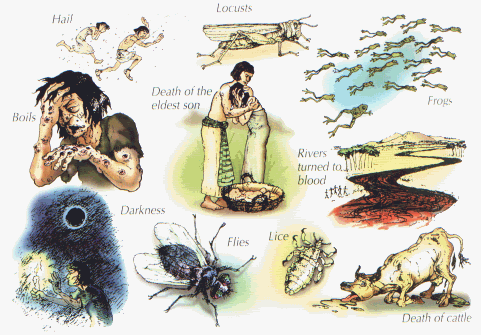 Hail
Locusts
Death of the
eldest son
Frogs
Boils
Rivers
turned to
blood
Darkness
Flies
Lice
Death of cattle